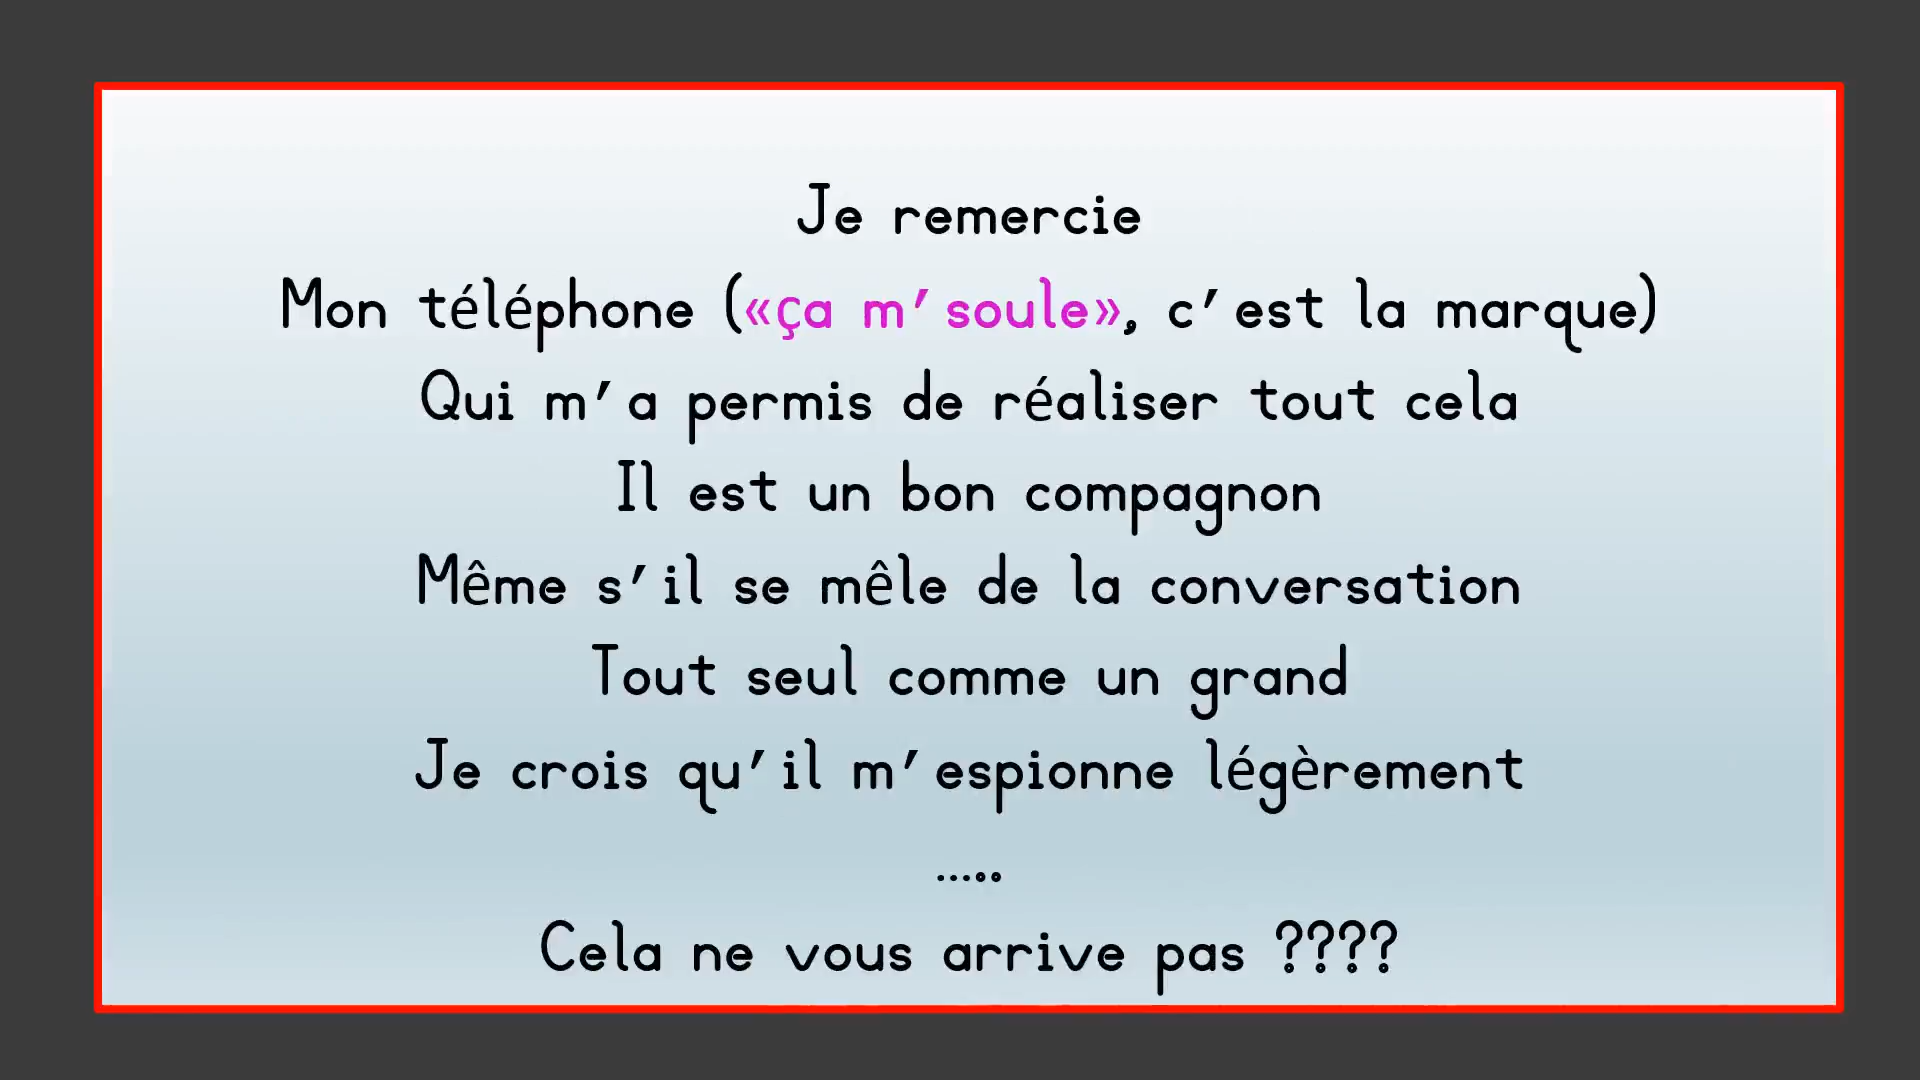 Je remercie
Mon téléphone («ça m’soule», c’est la marque)
Qui m’a permis de réaliser tout cela
Il est un bon compagnon
Même s’il se mêle de la conversation
Tout seul comme un grand
Je crois qu’il m’espionne légèrement
…..
Cela ne vous arrive pas ????